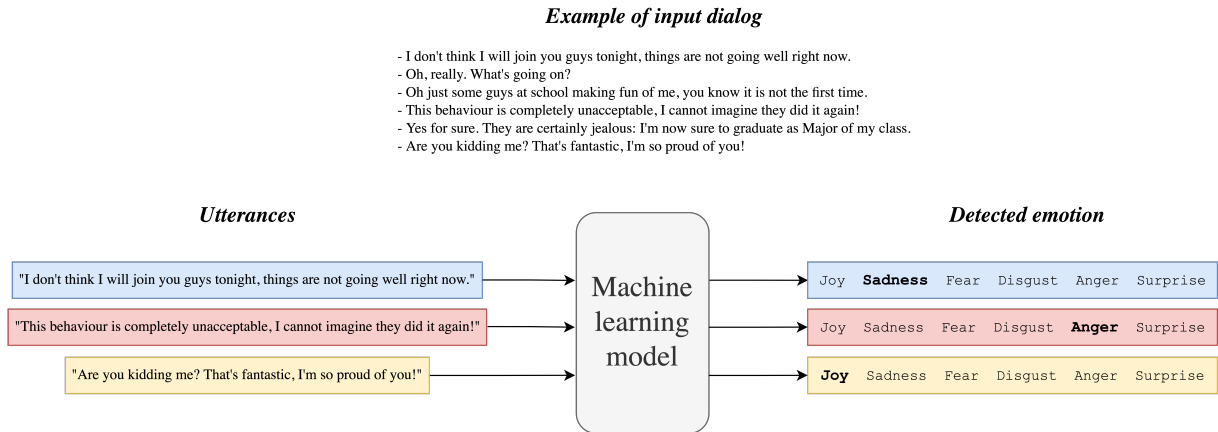 Example of input dialog
- I don't think I will join you guys tonight, things are not going well right now.
- Oh, really. What's going on?
- Oh just some guys at school making fun of me, you know it is not the first time.
- This behaviour is completely unacceptable, I cannot imagine they did it again!
- Yes for sure. They are certainly jealous: I'm now sure to graduate as Major of my class.
- Are you kidding me? That's fantastic, I'm so proud of you!
Utterances
"I don't think I will join you guys tonight, things are not going well right now."
"This behaviour is completely unacceptable, I cannot imagine they did it again!"
"Are you kidding me? That's fantastic, I'm so proud of you!"
Machine
learning
model
Detected emotion
Joy Sadness Fear Disgust Anger Surprise
Joy Sadness Fear Disgust Anger Surprise
Joy Sadness Fear Disgust Anger Surprise